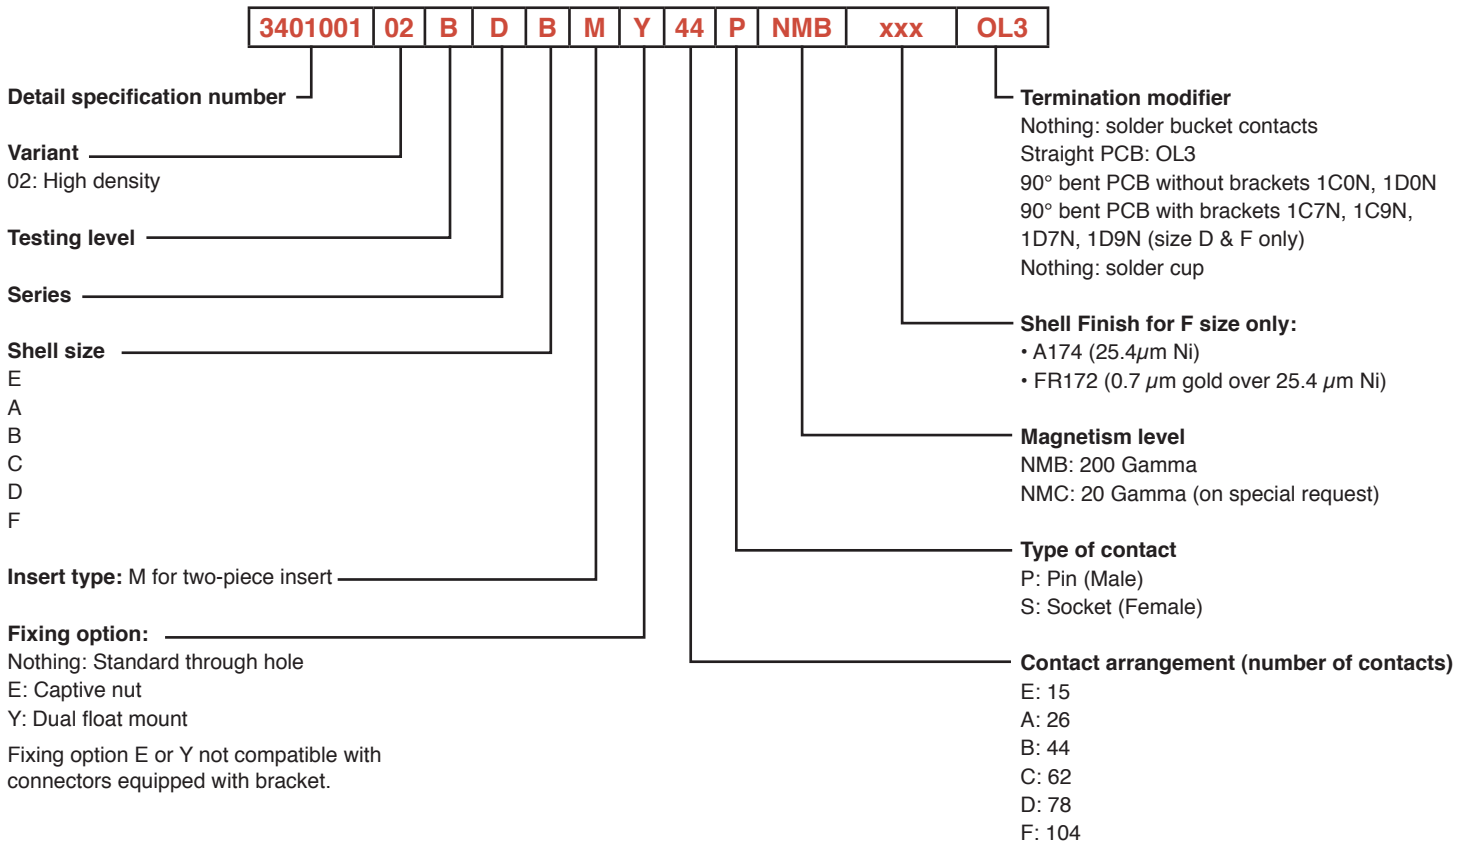 3401001 02 B D B M Y 44 P NMB xxx OL3
Detail specification number
Variant
02: High density
Testing level
Series
Shell size
E
A
B
C
D
F
Insert type: M for two-piece insert
Fixing option:
Nothing: Standard through hole
E: Captive nut
Y: Dual float mount
Fixing option E or Y not compatible with
connectors equipped with bracket.
Termination modifier
Nothing: solder bucket contacts
Straight PCB: OL3
90° bent PCB without brackets 1C0N, 1D0N
90° bent PCB with brackets 1C7N, 1C9N,
1D7N, 1D9N (size D & F only)
Nothing: solder cup
Shell Finish for F size only:
• A174 (25.4µm Ni)
• FR172 (0.7 µm gold over 25.4 µm Ni)
Magnetism level
NMB: 200 Gamma
NMC: 20 Gamma (on special request)
Type of contact
P: Pin (Male)
S: Socket (Female)
Contact arrangement (number of contacts)
E: 15
A: 26
B: 44
C: 62
D: 78
F: 104